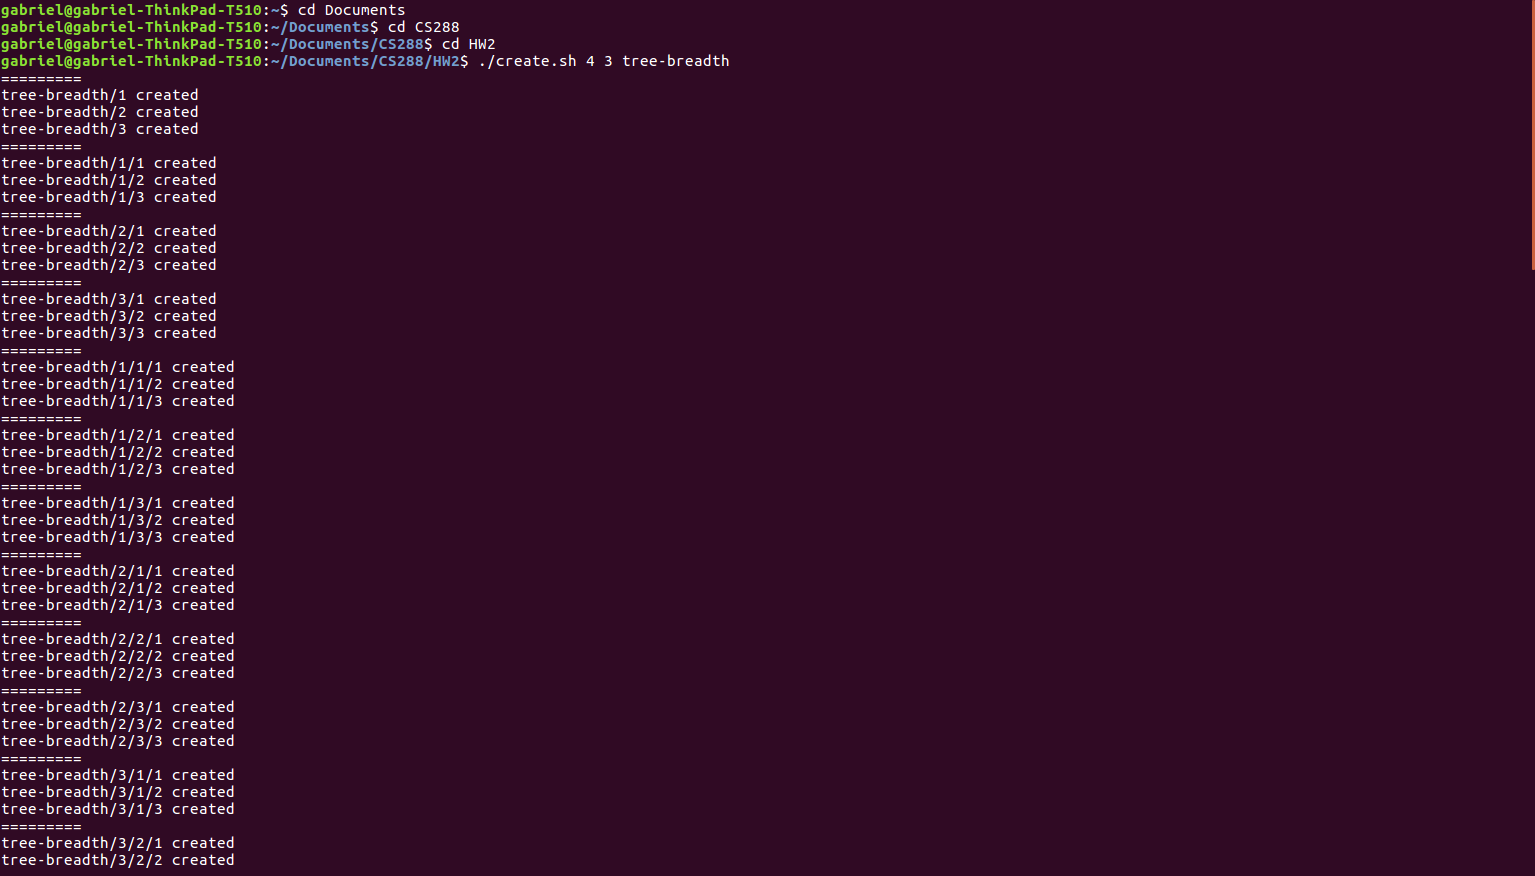 gabriel@gabriel-ThinkPad-T510:~$ cd Documents
gabriel@gabriel-ThinkPad-T510:~/Documents$ cd CS288
gabriel@gabriel-ThinkPad-T510:~/Documents/CS288$ cd HW2
gabriel@gabriel-ThinkPad-T510:~/Documents/CS288/HW2$ ./create.sh 4 3 tree-breadth
=========
tree-breadth/1 created
tree-breadth/2 created
tree-breadth/3 created
=========
tree-breadth/1/1 created
tree-breadth/1/2 created
tree-breadth/1/3 created
=========
tree-breadth/2/1 created
tree-breadth/2/2 created
tree-breadth/2/3 created
=========
tree-breadth/3/1 created
tree-breadth/3/2 created
tree-breadth/3/3 created
=========
tree-breadth/1/1/1 created
tree-breadth/1/1/2 created
tree-breadth/1/1/3 created
=========
tree-breadth/1/2/1 created
tree-breadth/1/2/2 created
tree-breadth/1/2/3 created
=========
tree-breadth/1/3/1 created
tree-breadth/1/3/2 created
tree-breadth/1/3/3 created
=========
tree-breadth/2/1/1 created
tree-breadth/2/1/2 created
tree-breadth/2/1/3 created
=========
tree-breadth/2/2/1 created
tree-breadth/2/2/2 created
tree-breadth/2/2/3 created
=========
tree-breadth/2/3/1 created
tree-breadth/2/3/2 created
tree-breadth/2/3/3 created
=========
tree-breadth/3/1/1 created
tree-breadth/3/1/2 created
tree-breadth/3/1/3 created
=========
tree-breadth/3/2/1 created
tree-breadth/3/2/2 created